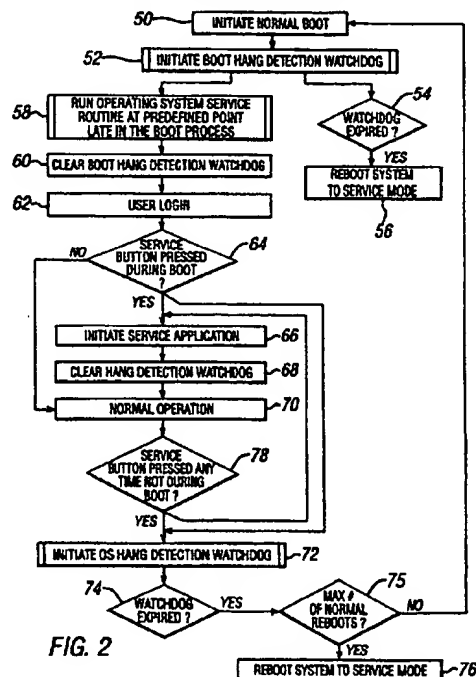 50
INITIATE NORMAL BOOT
52
INITIATE BOOT HANG DETECTION WATCHDOG
58
RUN OPERATING SYSTEM SERVICE
ROUTINE AT PREDEFINED POINT
LATE IN THE BOOT PROCESS
54
WATCHDOG
EXPIRED ?
YES
REBOOT SYSTEM
TO SERVICE MODE
56
60
CLEAR BOOT HANG DETECTION WATCHDOG
62
USER LOGIN
NO
SERVICE
BUTTON PRESSED
DURING BOOT
?
64
YES
INITIATE SERVICE APPLICATION
66
CLEAR HANG DETECTION WATCHDOG
68
NORMAL OPERATION
70
SERVICE
BUTTON PRESSED ANY
TIME NOT DURING
BOOT ?
78
YES
INITIATE OS HANG DETECTION WATCHDOG
72
74
WATCHDOG
EXPIRED ?
YES
75
MAX #
OF NORMAL
REBOOTS ?
NO
YES
FIG. 2
REBOOT SYSTEM TO SERVICE MODE
76